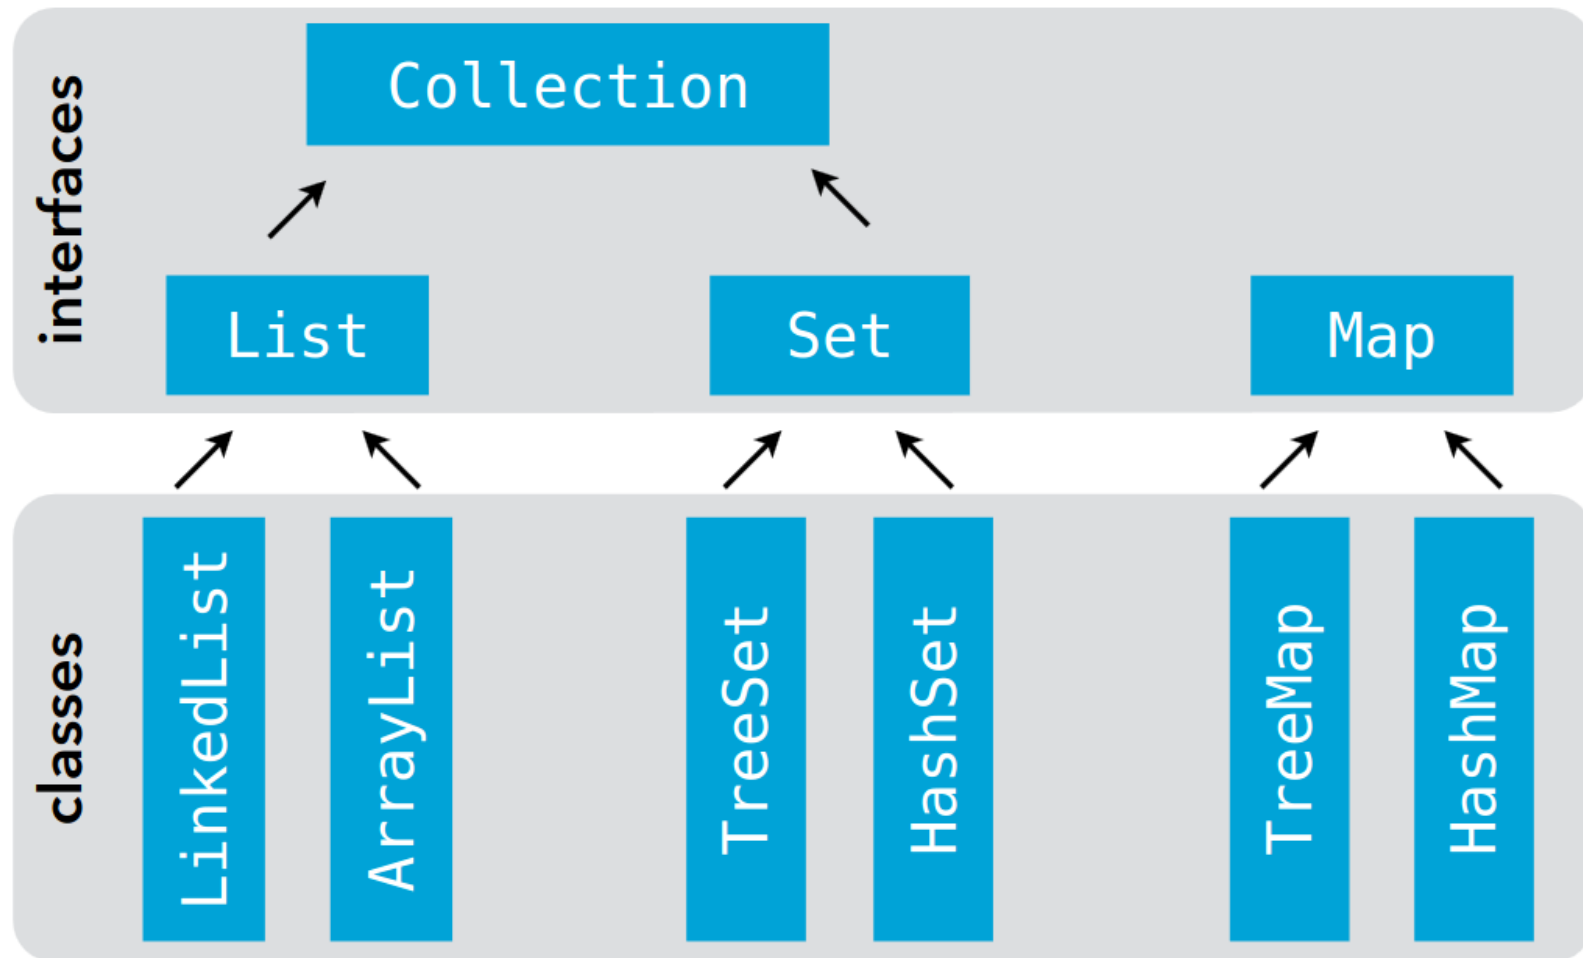 interfaces
Collection
List
Set
Map
classes
LinkedList
ArrayList
TreeSet
HashSet
TreeMap
HashMap